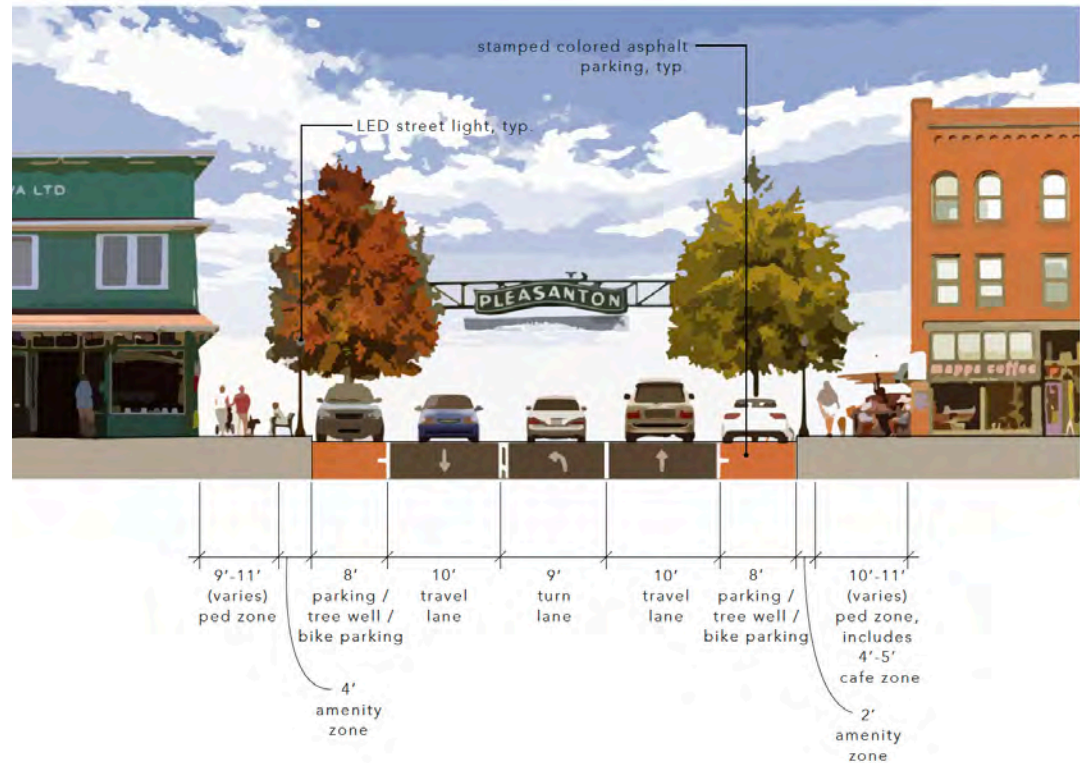 stamped colored asphalt
parking, typ.
LED street light, typ.
VA LTD
PLEASANTON
mappa coffee
9'-11'
(varies)
ped zone
8'
parking /
tree well /
bike parking
10'
travel
lane
9'
turn
lane
10'
travel
lane
8'
parking /
tree well /
bike parking
10'-11'
(varies)
ped zone,
includes
4'-5'
cafe zone
4'
amenity
zone
2'
amenity
zone